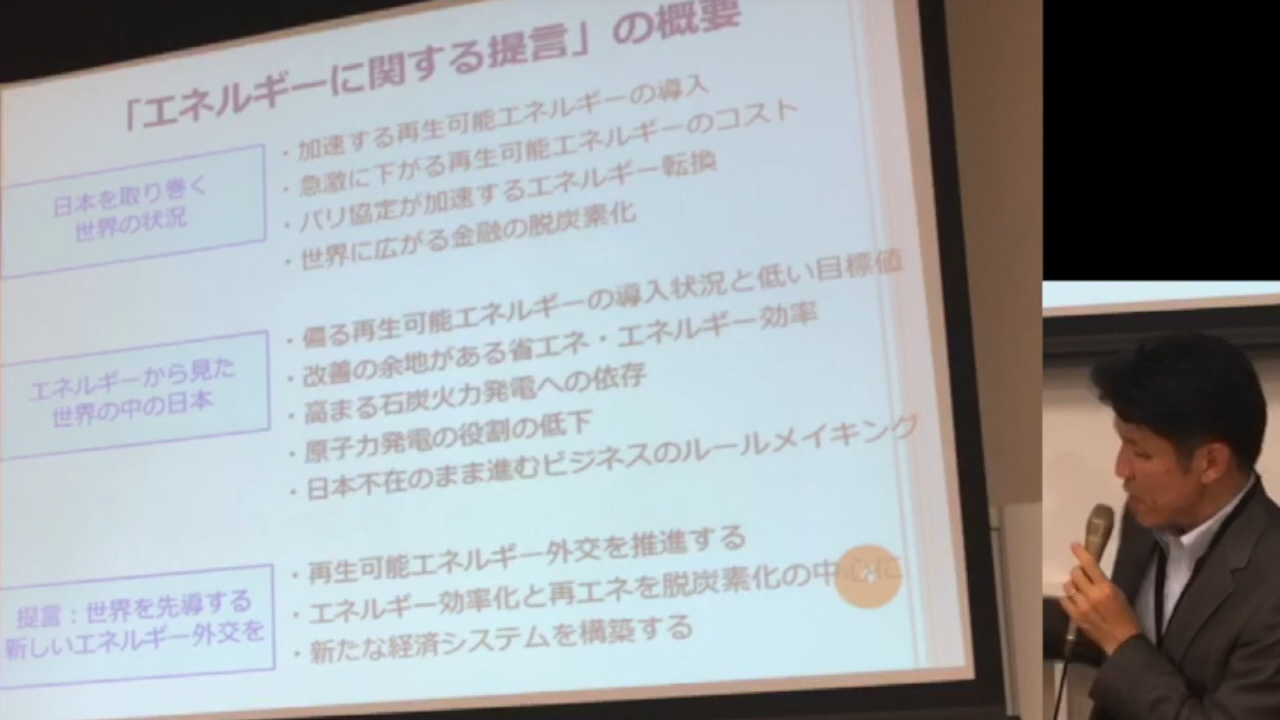 「エネルギーに関する提言」の概要
日本を取り巻く
世界の状況
・加速する再生可能エネルギーの導入
・急激に下がる再生可能エネルギーのコスト
・パリ協定が加速するエネルギー転換
・世界に広がる金融の脱炭素化
エネルギーから見た
世界の中の日本
・偏る再生可能エネルギーの導入状況と低い目標値
・改善の余地がある省エネ・エネルギー効率
・高まる石炭火力発電への依存
・原子力発電の役割の低下
・日本不在のまま進むビジネスのルールメイキング
提言：世界を先導する
新しいエネルギー外交を
・再生可能エネルギー外交を推進する
・エネルギー効率化と再エネを脱炭素化の中心に
・新たな経済システムを構築する